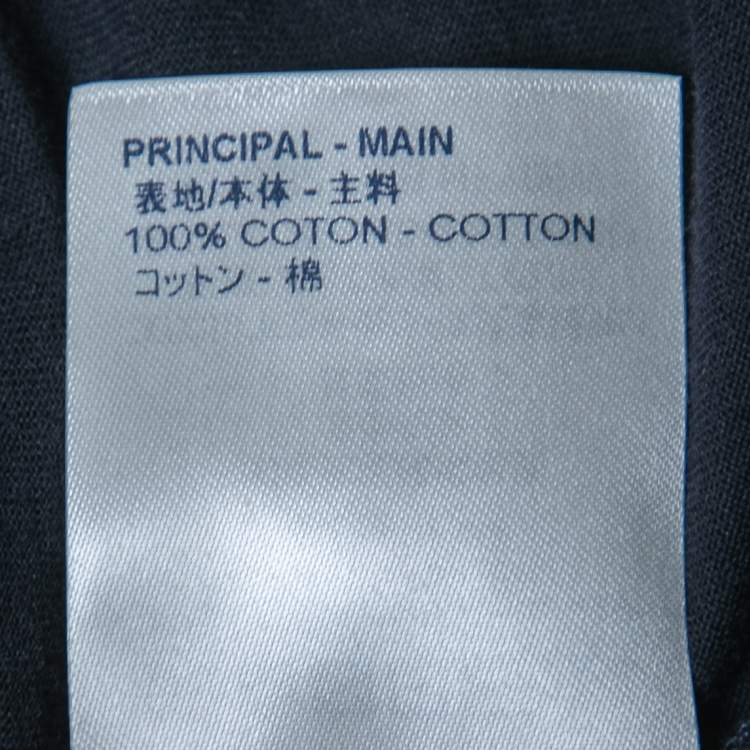 PRINCIPAL - MAIN
表地/本体 - 主料
100% COTON - COTTON
コットン - 棉